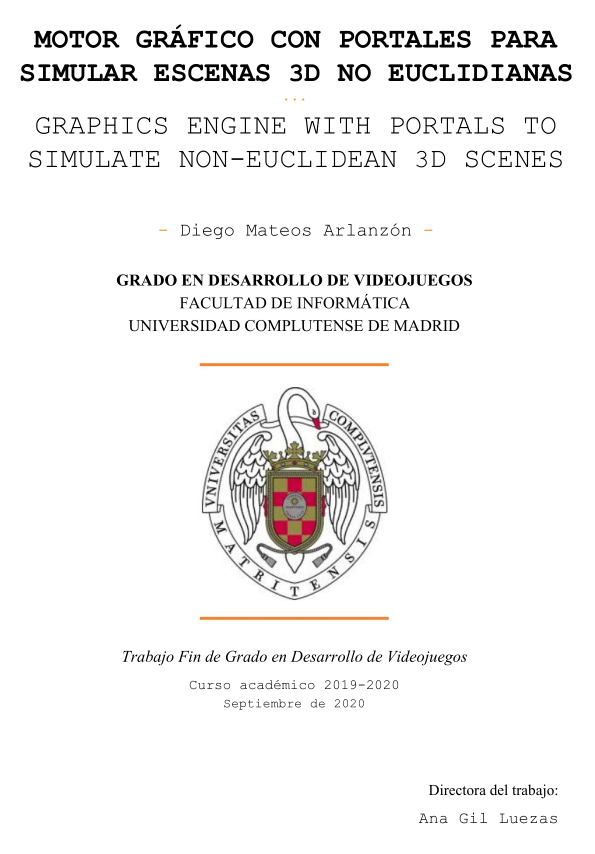 MOTOR GRÁFICO CON PORTALES PARA
SIMULAR ESCENAS 3D NO EUCLIDIANAS
...
GRAPHICS ENGINE WITH PORTALS TO
SIMULATE NON-EUCLIDEAN 3D SCENES
– Diego Mateos Arlanzón –
GRADO EN DESARROLLO DE VIDEOJUEGOS
FACULTAD DE INFORMÁTICA
UNIVERSIDAD COMPLUTENSE DE MADRID
VNIVERSITAS
COMPLVTENSIS
MATRITENSIS
Trabajo Fin de Grado en Desarrollo de Videojuegos
Curso académico 2019-2020
Septiembre de 2020
Directora del trabajo:
Ana Gil Luezas